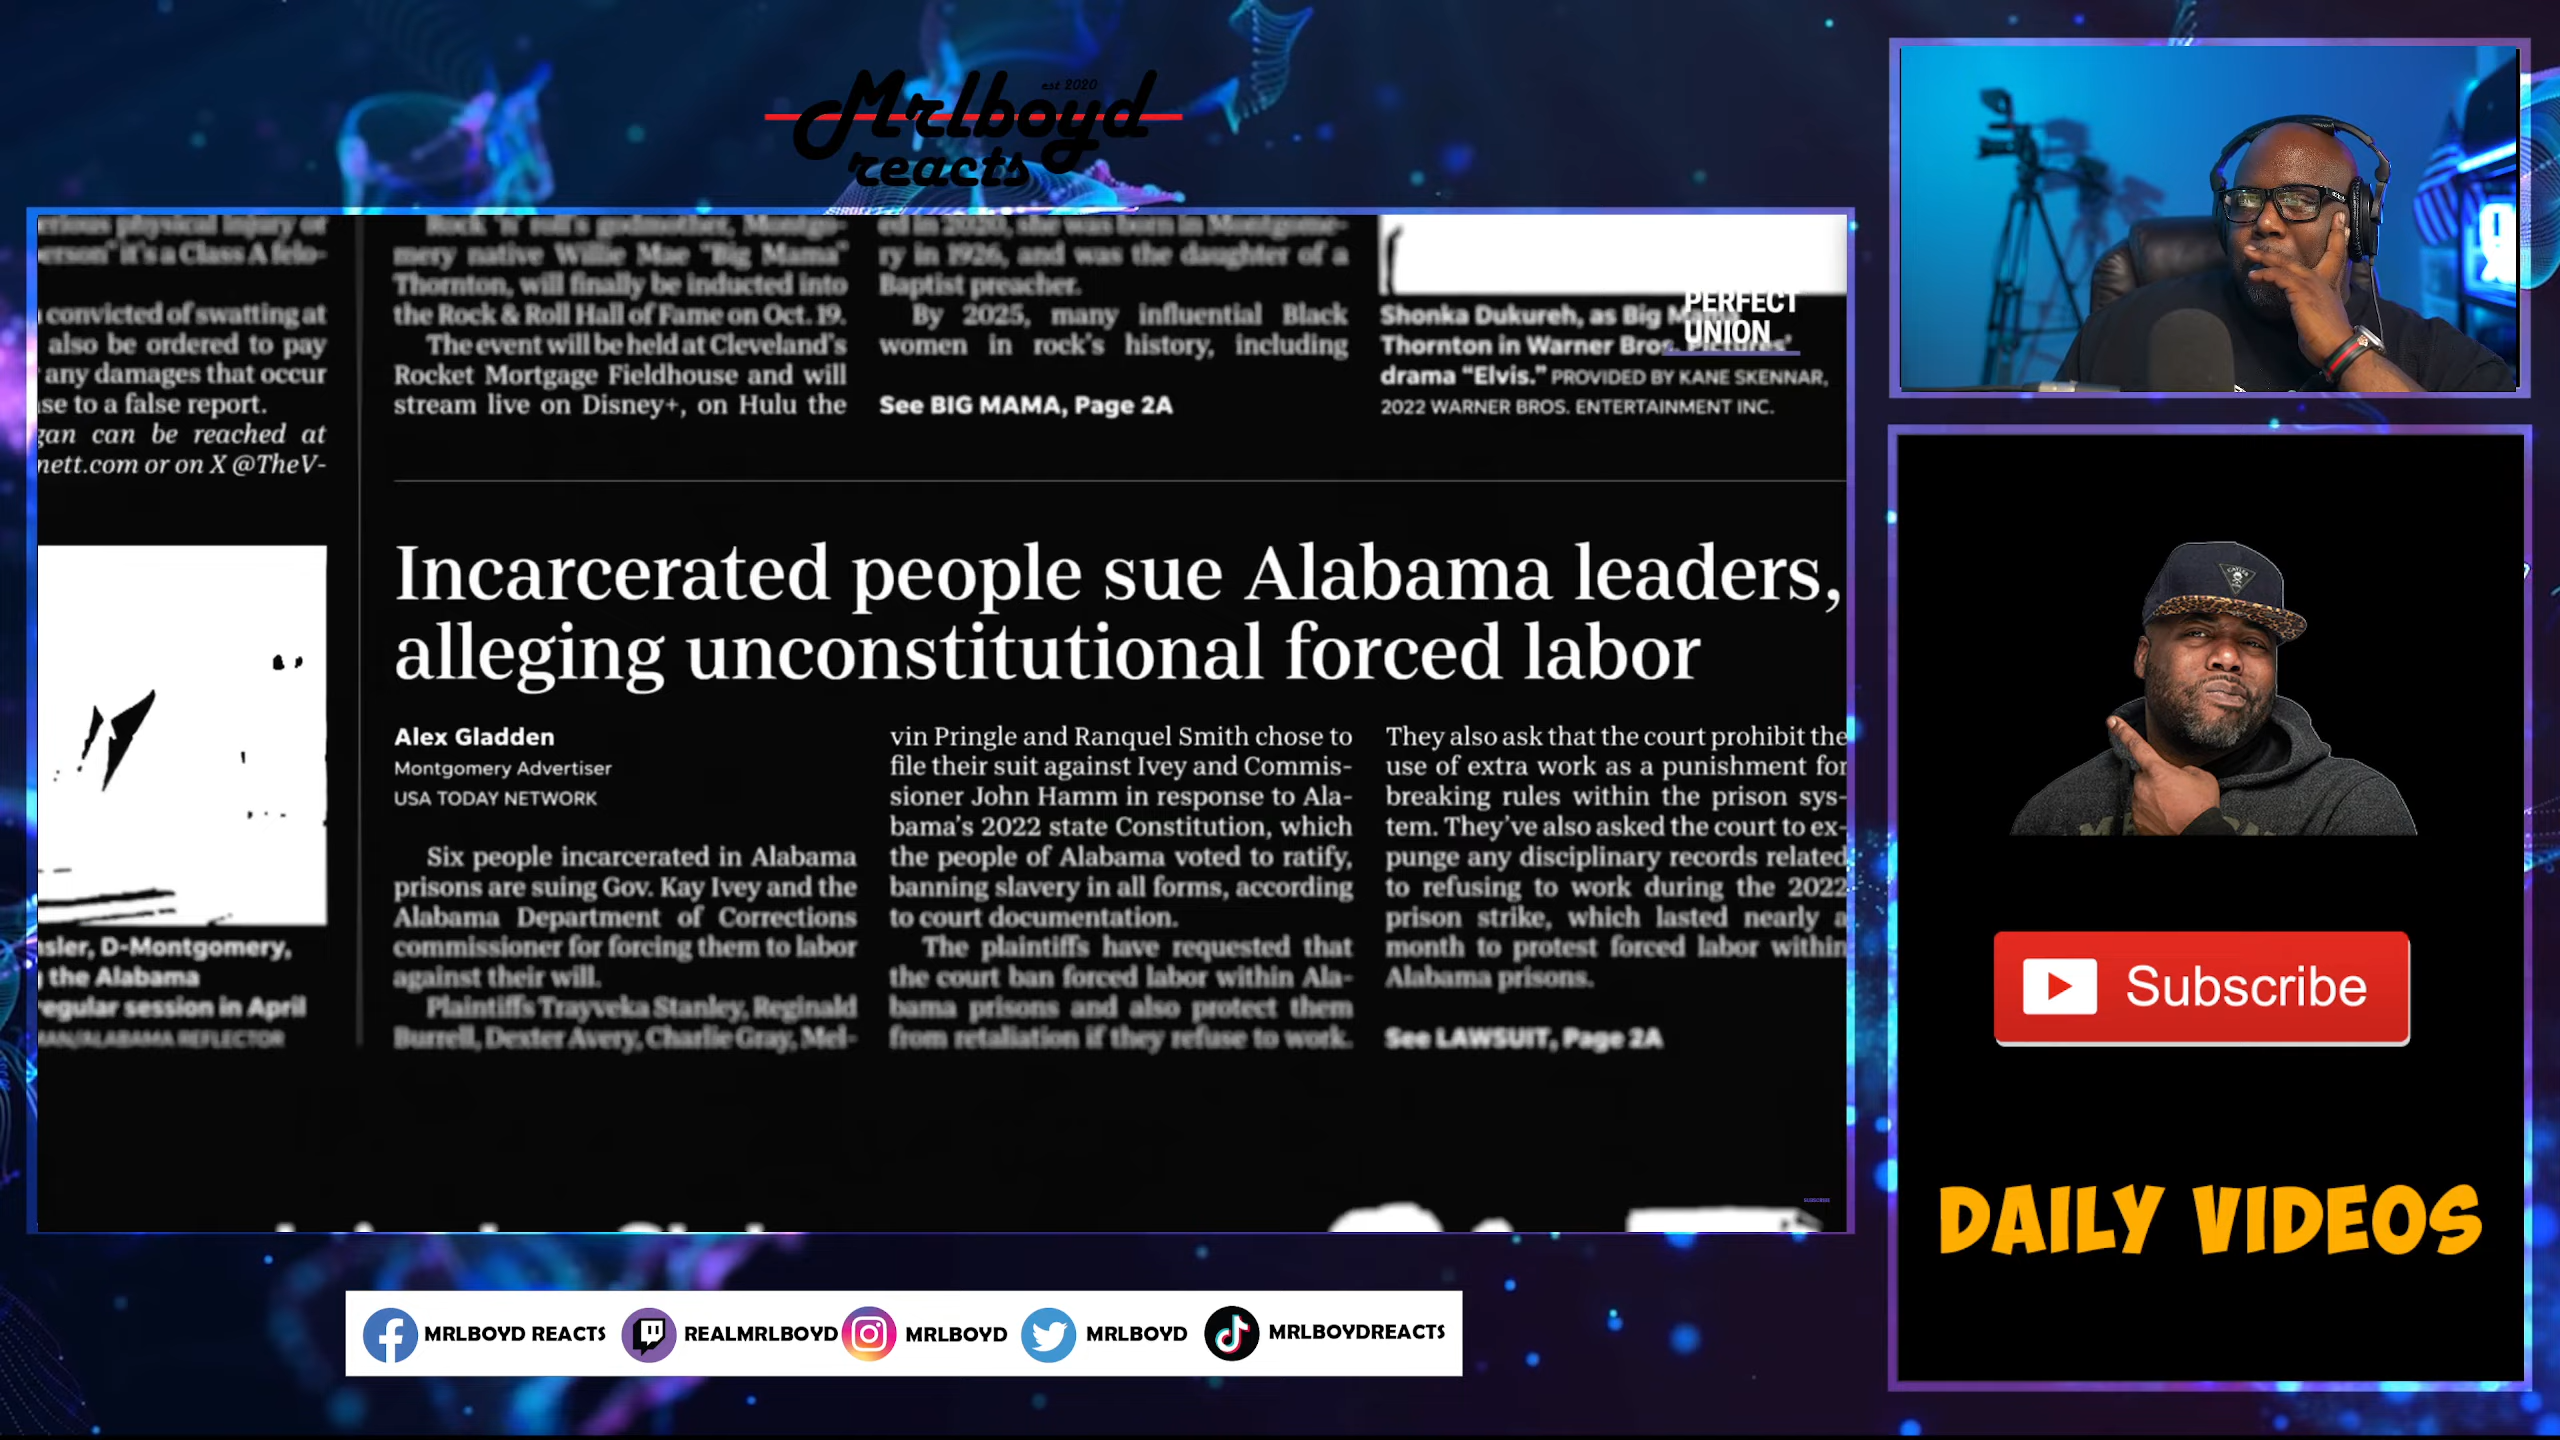 est 2020
Mrlboyd
reacts
erious physical injury or
erson" it's a Class A felo-
convicted of swatting at
also be ordered to pay
any damages that occur
se to a false report.
gan can be reached at
nett.com or on X @TheV-
sler, D-Montgomery,
the Alabama
regular session in April
AN/ALABAMA REFLECTOR
Rock 'n' roll's godmother, Montgo-
mery native Willie Mae "Big Mama"
Thornton, will finally be inducted into
the Rock & Roll Hall of Fame on Oct. 19.
The event will be held at Cleveland's
Rocket Mortgage Fieldhouse and will
stream live on Disney+, on Hulu the
ed in 2020, she was born in Montgome-
ry in 1926, and was the daughter of a
Baptist preacher.
By 2025, many influential Black
women in rock's history, including
See BIG MAMA, Page 2A
PERFECT
UNION
Shonka Dukureh, as Big
Thornton in Warner Bros. Pictures'
drama "Elvis." PROVIDED BY KANE SKENNAR,
2022 WARNER BROS. ENTERTAINMENT INC.
Incarcerated people sue Alabama leaders,
alleging unconstitutional forced labor
Alex Gladden
Montgomery Advertiser
USA TODAY NETWORK
Six people incarcerated in Alabama
prisons are suing Gov. Kay Ivey and the
Alabama Department of Corrections
commissioner for forcing them to labor
against their will.
Plaintiffs Trayveka Stanley, Reginald
Burrell, Dexter Avery, Charlie Gray, Mel-
vin Pringle and Ranquel Smith chose to
file their suit against Ivey and Commis-
sioner John Hamm in response to Ala-
bama's 2022 state Constitution, which
the people of Alabama voted to ratify,
banning slavery in all forms, according
to court documentation.
The plaintiffs have requested that
the court ban forced labor within Ala-
bama prisons and also protect them
from retaliation if they refuse to work.
They also ask that the court prohibit the
use of extra work as a punishment for
breaking rules within the prison sys-
tem. They've also asked the court to ex-
punge any disciplinary records related
to refusing to work during the 2022
prison strike, which lasted nearly a
month to protest forced labor within
Alabama prisons.
See LAWSUIT, Page 2A
SUBSCRIBE
Subscribe
DAILY VIDEOS
MRLBOYD REACTS
REALMRLBOYD
MRLBOYD
MRLBOYD
MRLBOYDREACTS